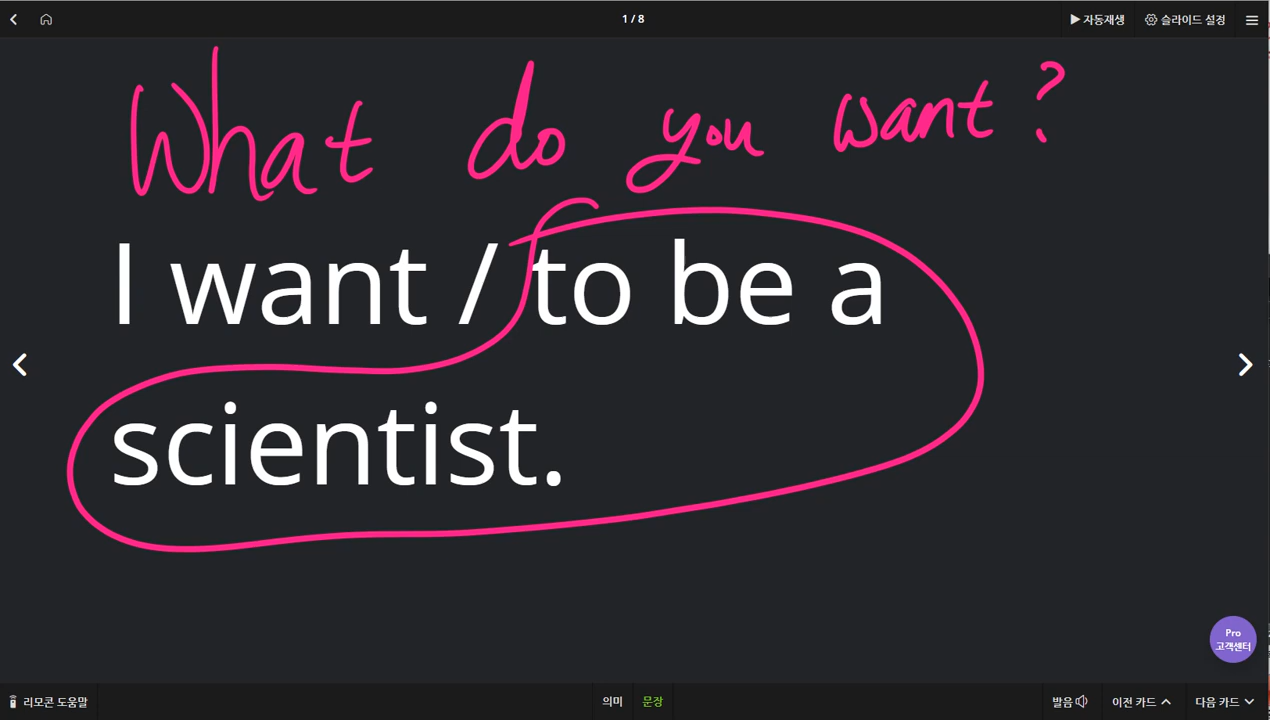 1 / 8
▶ 자동재생
슬라이드 설정
What do you want?
I want / to be a
scientist.
Pro
고객센터
리모콘 도움말
의미
문장
발음
이전 카드
다음 카드